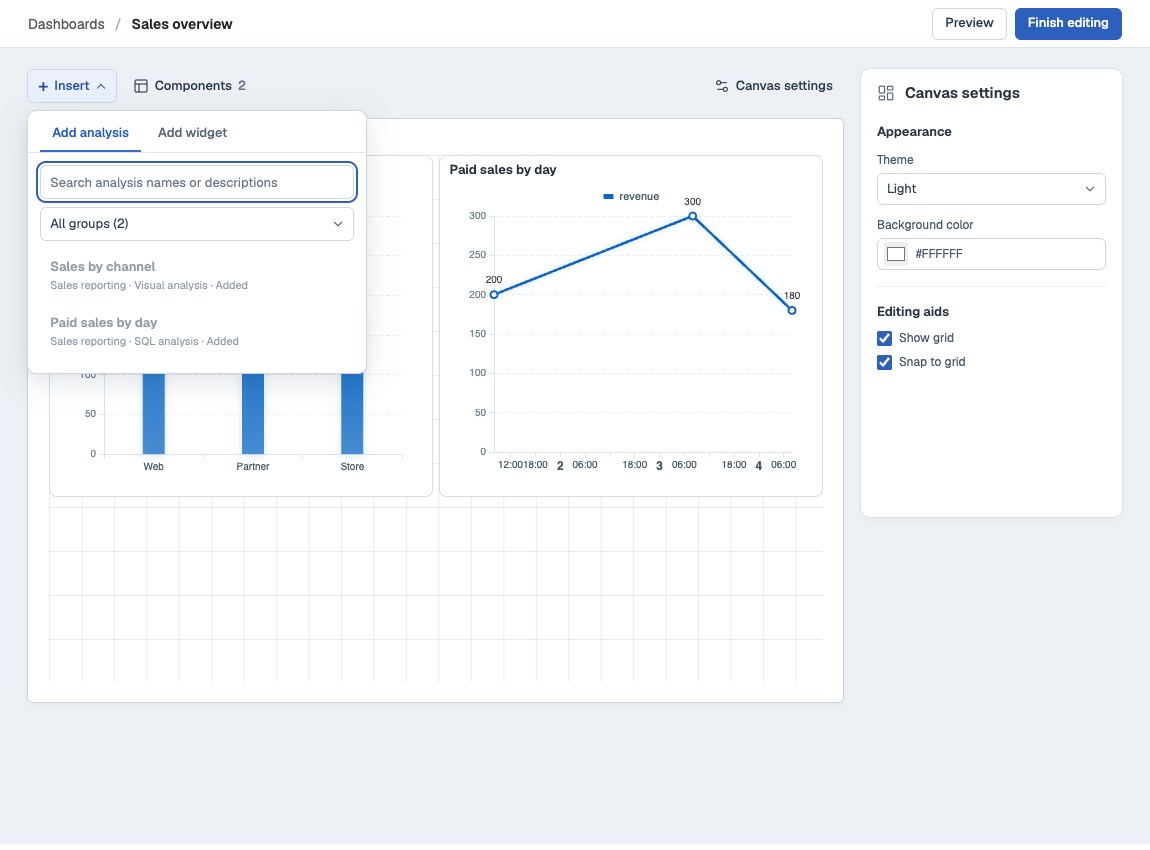 Dashboards / Sales overview
Preview
Finish editing
+ Insert
Components 2
Canvas settings
Add analysis
Add widget
Search analysis names or descriptions
All groups (2)
Sales by channel
Sales reporting · Visual analysis · Added
Paid sales by day
Sales reporting · SQL analysis · Added
100
50
0
Web
Partner
Store
Paid sales by day
revenue
300
250
200
150
100
50
0
200
300
180
12:00 18:00 2 06:00 18:00 3 06:00 18:00 4 06:00
Canvas settings
Appearance
Theme
Light
Background color
#FFFFFF
Editing aids
Show grid
Snap to grid